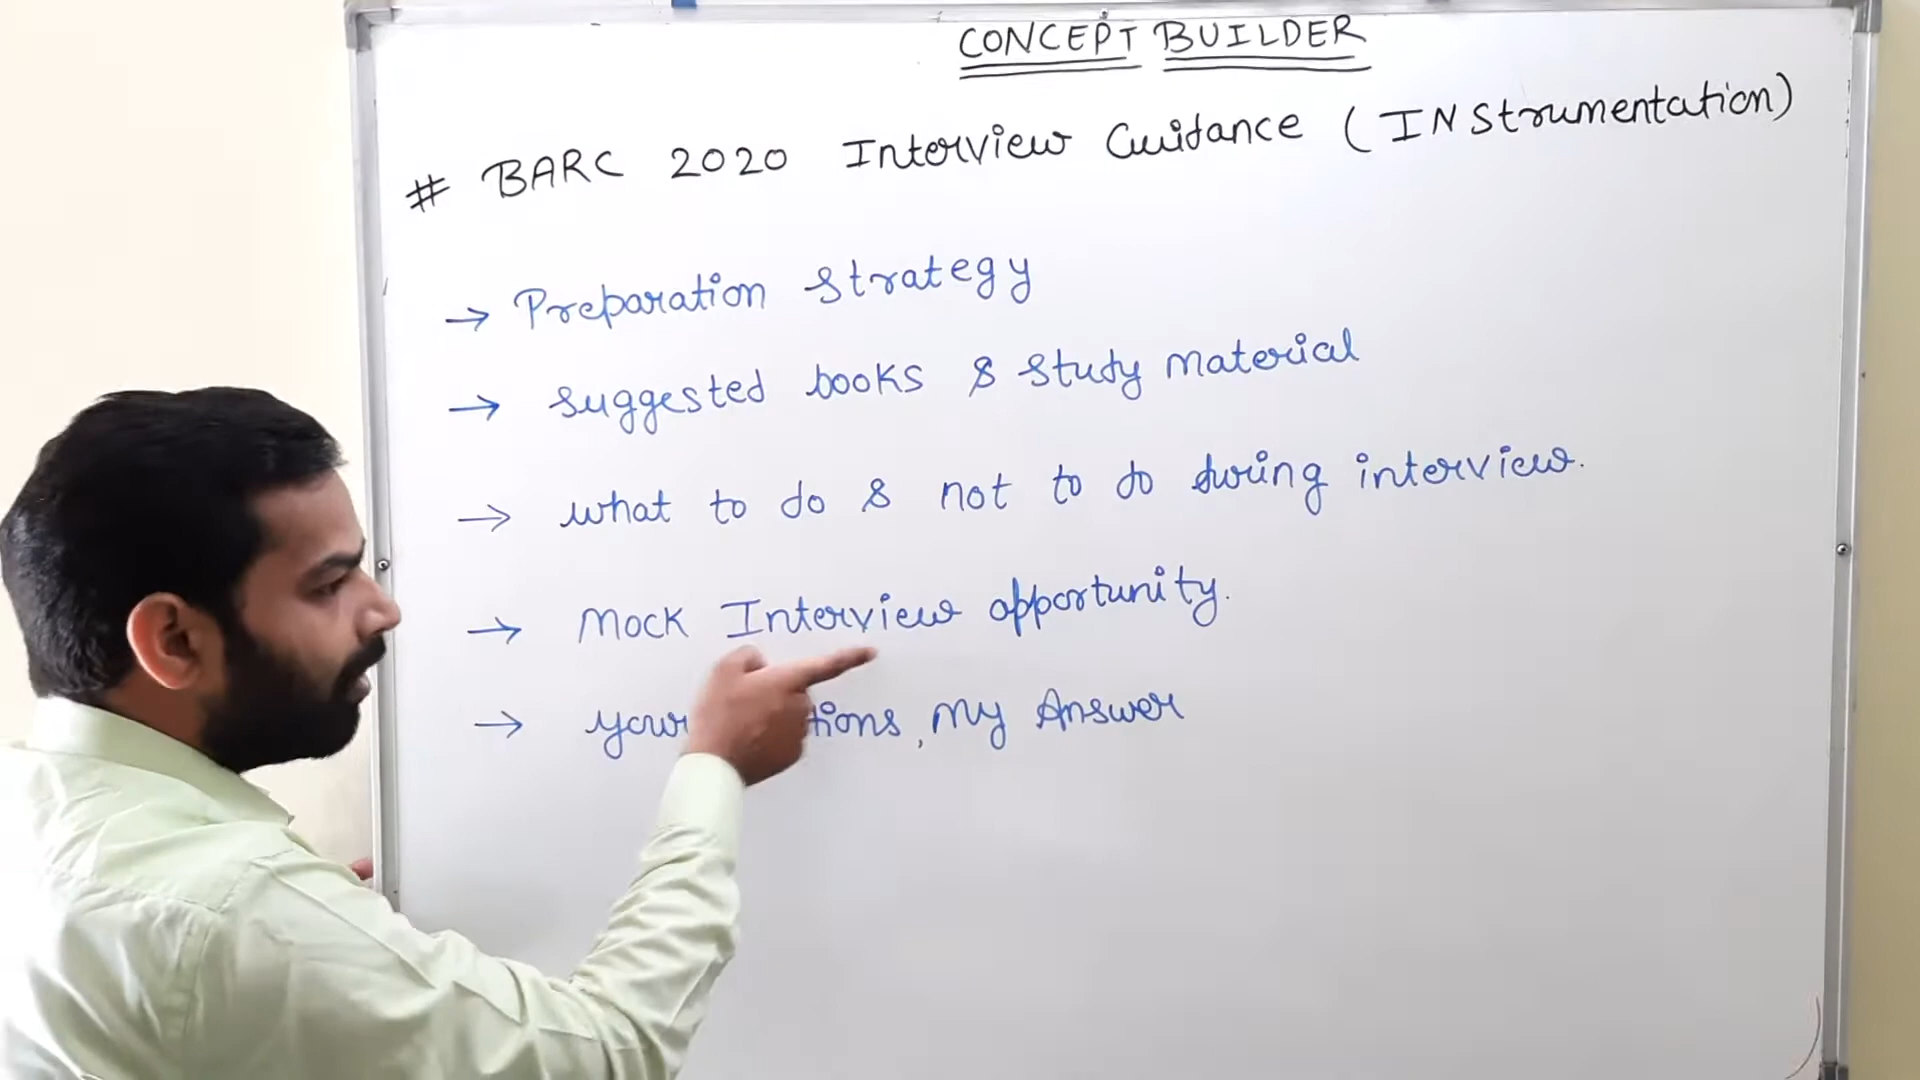 CONCEPT BUILDER
# BARC 2020 Interview Guidance (INStrumentation)
→ Preparation strategy
→ suggested books & study material
→ what to do & not to do during interview.
→ Mock Interview opportunity.
→ your tions, My Answer